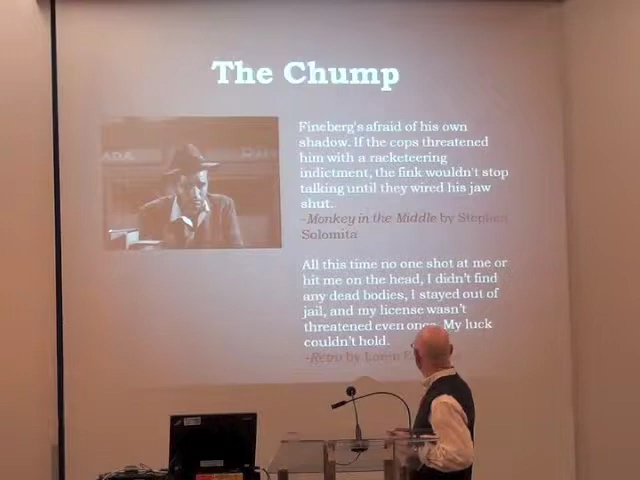 The Chump
Fineberg's afraid of his own
shadow. If the cops threatened
him with a racketeering
indictment, the fink wouldn't stop
talking until they wired his jaw
shut.
-Monkey in the Middle by Stephen
Solomita
All this time no one shot at me or
hit me on the head, I didn't find
any dead bodies, I stayed out of
jail, and my license wasn't
threatened even once. My luck
couldn't hold.
-Retro by Loren